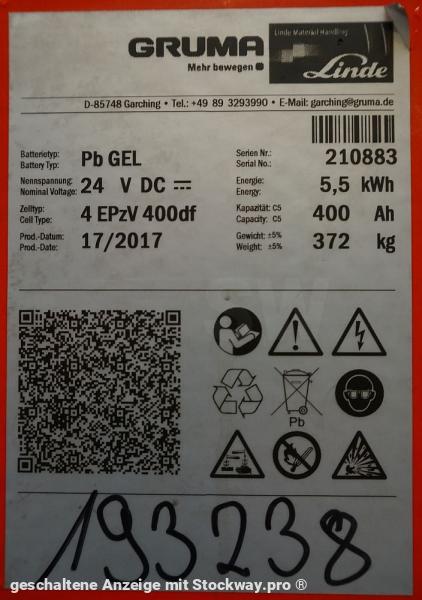 GRUMA
Mehr bewegen
Linde Material Handling
Linde
D-85748 Garching • Tel.: +49 89 3293990 • E-Mail: garching@gruma.de
Batterietyp: Pb GEL Serien Nr.: 210883
Battery Type: Serial No.:
Nennspannung: 24 V DC Energie: 5,5 kWh
Nominal Voltage: Energy:
Zelltyp: 4 EPzV 400df Kapazität: C5 400 Ah
Cell Type: Capacity: C5
Prod.-Datum: 17/2017 Gewicht: ±5% 372 kg
Prod.-Date: Weight: ±5%
Pb
193238
geschaltene Anzeige mit Stockway.pro ®